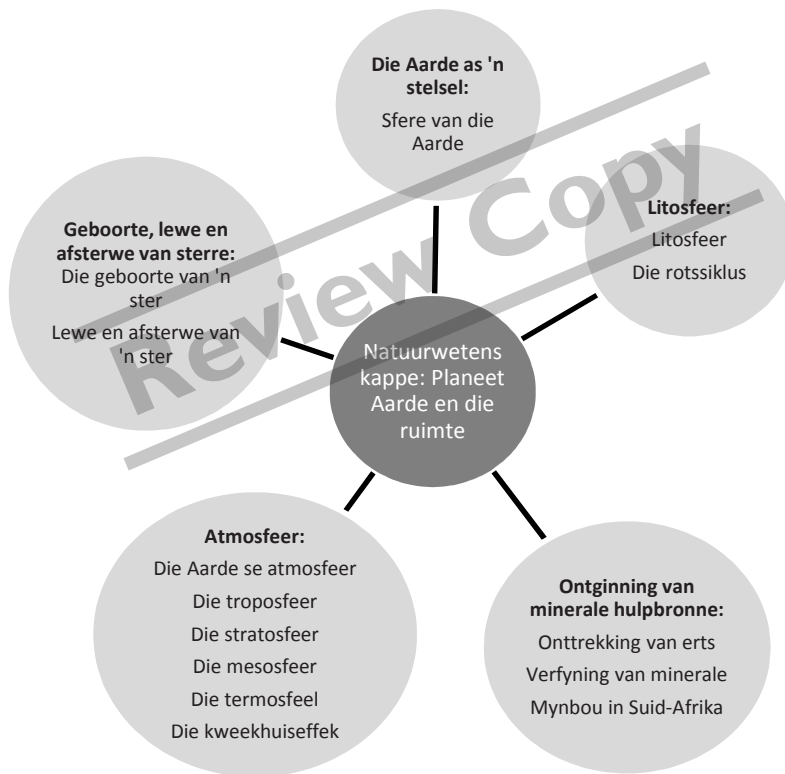 Die Aarde as 'n
stelsel:
Sfere van die
Aarde
Litosfeer:
Litosfeer
Die rotssiklus
Geboorte, lewe en
afsterwe van sterre:
Die geboorte van 'n
ster
Lewe en afsterwe van
'n ster
Natuurwetens
kappe: Planeet
Aarde en die
ruimte
Atmosfeer:
Die Aarde se atmosfeer
Die troposfeer
Die stratosfeer
Die mesosfeer
Die termosfeel
Die kweekhuiseffek
Ontginning van
minerale hulpbronne:
Onttrekking van erts
Verfyning van minerale
Mynbou in Suid-Afrika
Review Copy